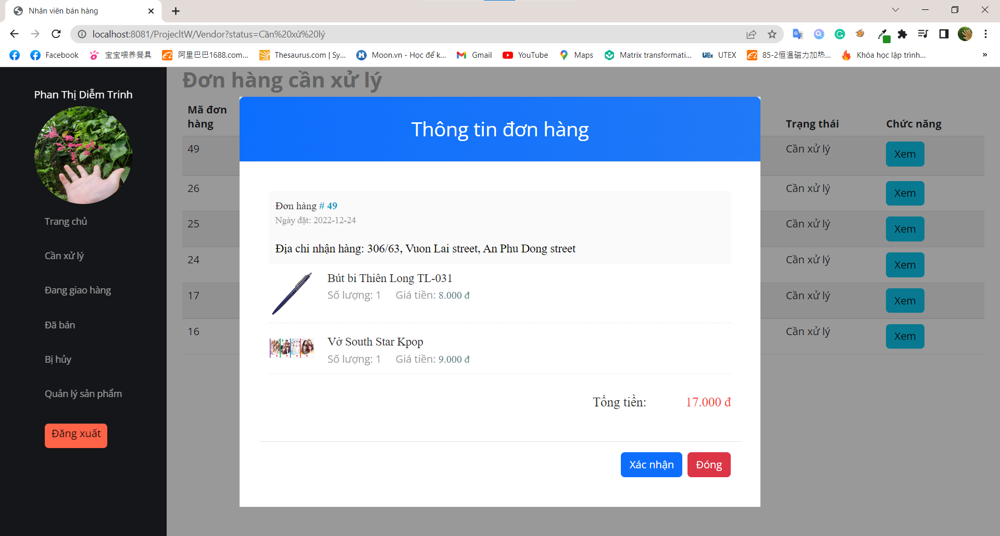 Nhân viên bán hàng
localhost:8081/ProjecltW/Vendor?status=Cần%20xử%20lý
Facebook
宝宝喂养餐具
阿里巴巴1688.com...
Thesaurus.com | Sy...
Moon.vn - Học để k...
Gmail
YouTube
Maps
Matrix transformati...
UEx UTEX
85-2恒温磁力加热...
Khóa học lập trình...
»
Phan Thị Diễm Trinh
Trang chủ
Cần xử lý
Đang giao hàng
Đã bán
Bị hủy
Quản lý sản phẩm
Đăng xuất
Đơn hàng cần xử lý
Mã đơn
hàng
Trạng thái
Chức năng
49
Cần xử lý
Xem
26
Cần xử lý
Xem
25
Cần xử lý
Xem
24
Cần xử lý
Xem
17
Cần xử lý
Xem
16
Cần xử lý
Xem
Thông tin đơn hàng
Đơn hàng # 49
Ngày đặt: 2022-12-24
Địa chỉ nhận hàng: 306/63, Vuon Lai street, An Phu Dong street
Bút bi Thiên Long TL-031
Số lượng: 1 Giá tiền: 8.000 đ
Vở South Star Kpop
Số lượng: 1 Giá tiền: 9.000 đ
Tổng tiền: 17.000 đ
Xác nhận
Đóng